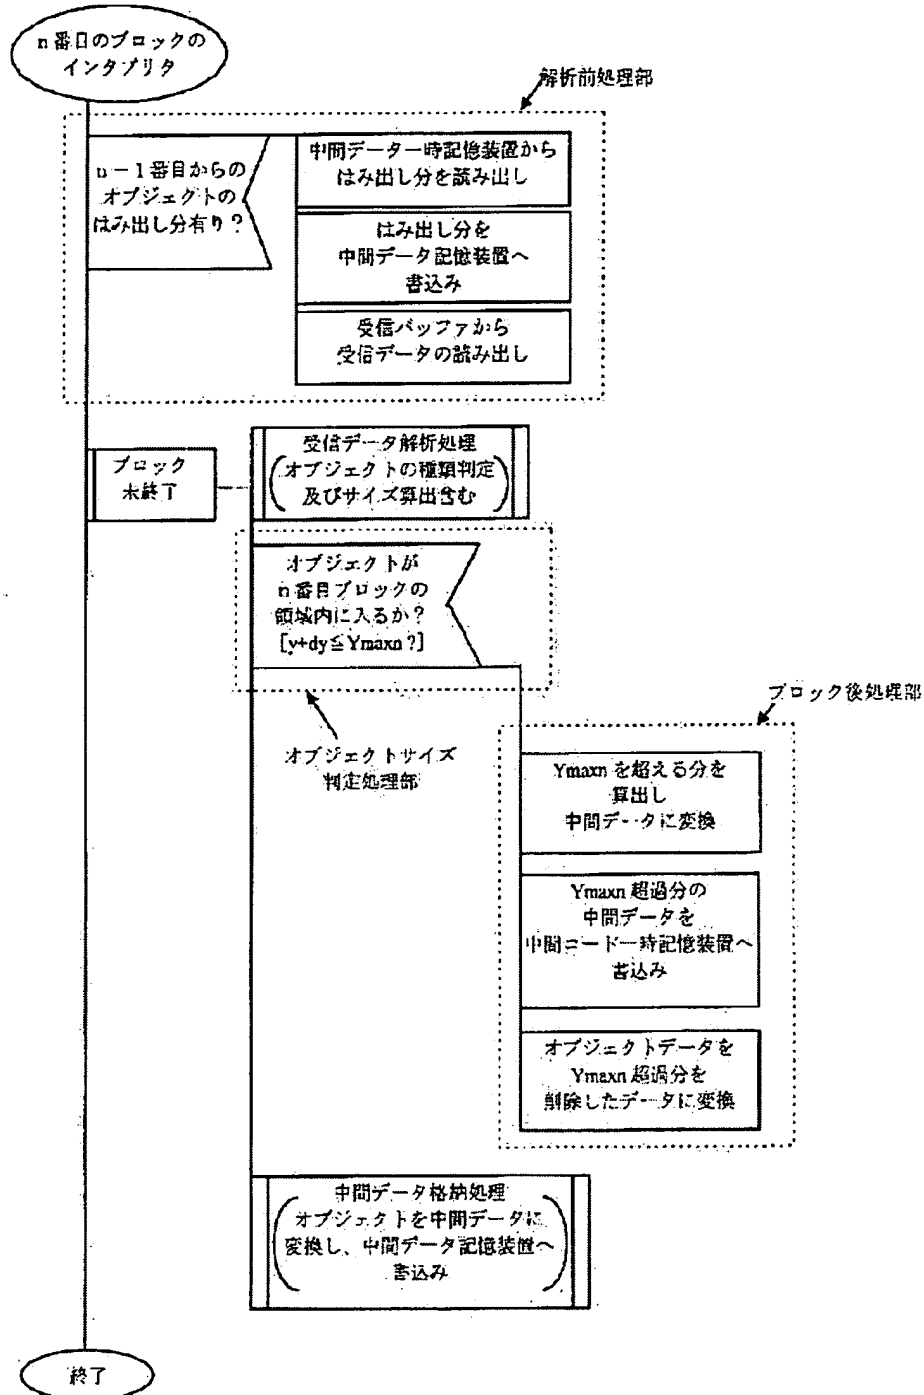 n番目のブロックの
インタプリタ
解析前処理部
n－1番目からの
オブジェクトの
はみ出し分有り？
中間データ一時記憶装置から
はみ出し分を読み出し
はみ出し分を
中間データ記憶装置へ
書込み
受信バッファから
受信データの読み出し
ブロック
未終了
受信データ解析処理
オブジェクトの種類判定
及びサイズ算出含む
オブジェクトが
n番目ブロックの
領域内に入るか？
[y+dy≦Ymaxn？]
オブジェクトサイズ
判定処理部
ブロック後処理部
Ymaxnを超える分を
算出し
中間データに変換
Ymaxn超過分の
中間データを
中間コード一時記憶装置へ
書込み
オブジェクトデータを
Ymaxn超過分を
削除したデータに変換
中間データ格納処理
オブジェクトを中間データに
変換し、中間データ記憶装置へ
書込み
終了